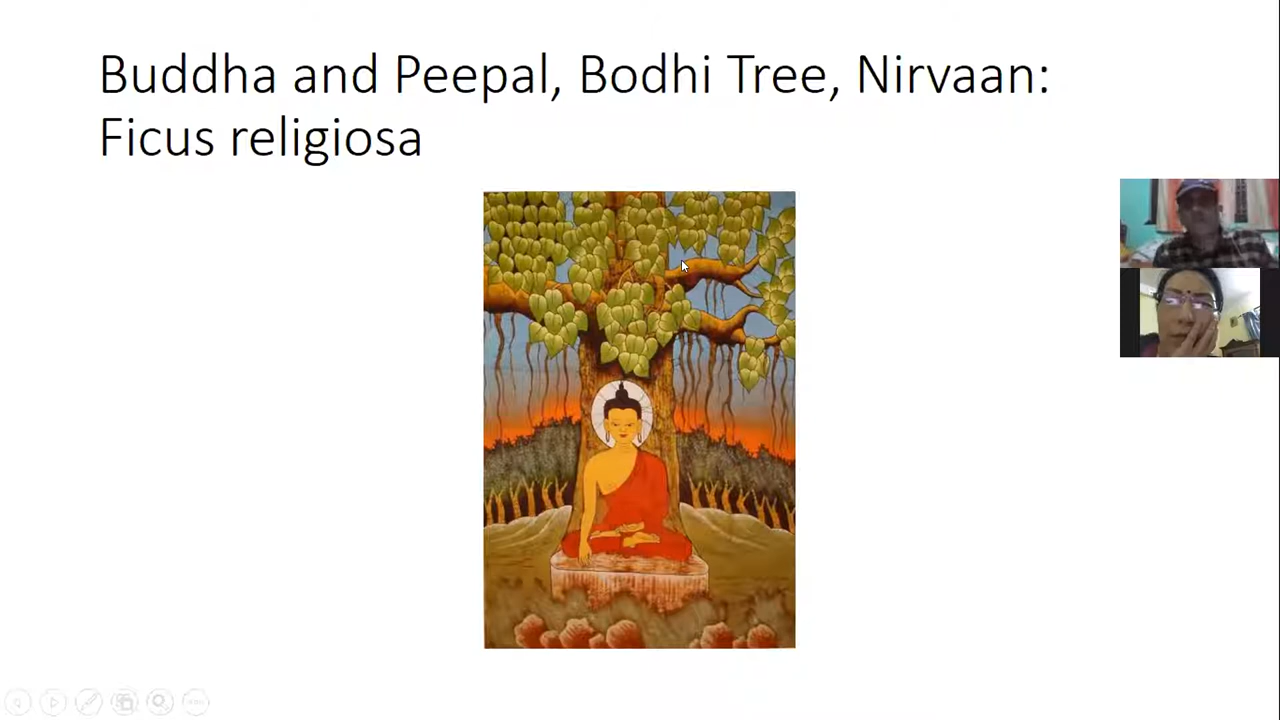 Buddha and Peepal, Bodhi Tree, Nirvaan:
Ficus religiosa